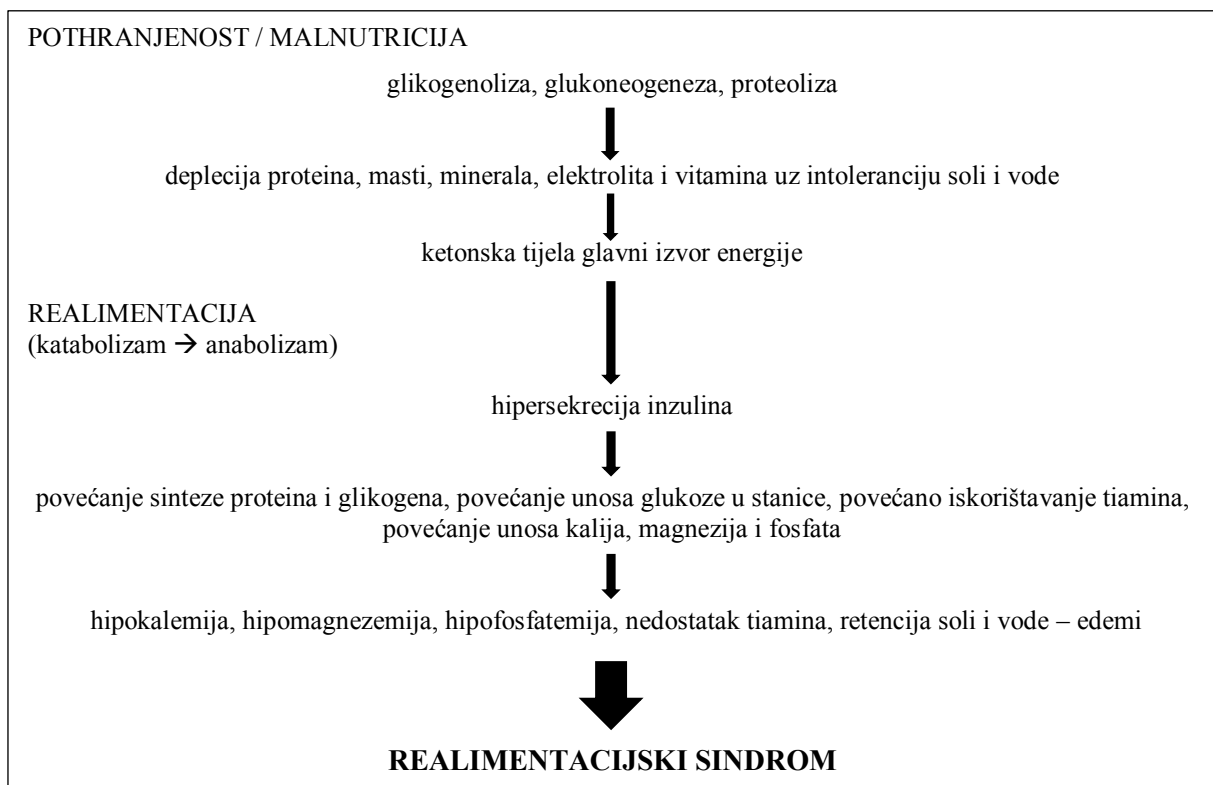 POTHRANJENOST / MALNUTRICIJA
glikogenoliza, glukoneogeneza, proteoliza
deplecija proteina, masti, minerala, elektrolita i vitamina uz intoleranciju soli i vode
ketonska tijela glavni izvor energije
REALIMENTACIJA
(katabolizam → anabolizam)
hipersekrecija inzulina
povećanje sinteze proteina i glikogena, povećanje unosa glukoze u stanice, povećano iskorištavanje tiamina,
povećanje unosa kalija, magnezija i fosfata
hipokalemija, hipomagnezemija, hipofosfatemija, nedostatak tiamina, retencija soli i vode – edemi
REALIMENTACIJSKI SINDROM